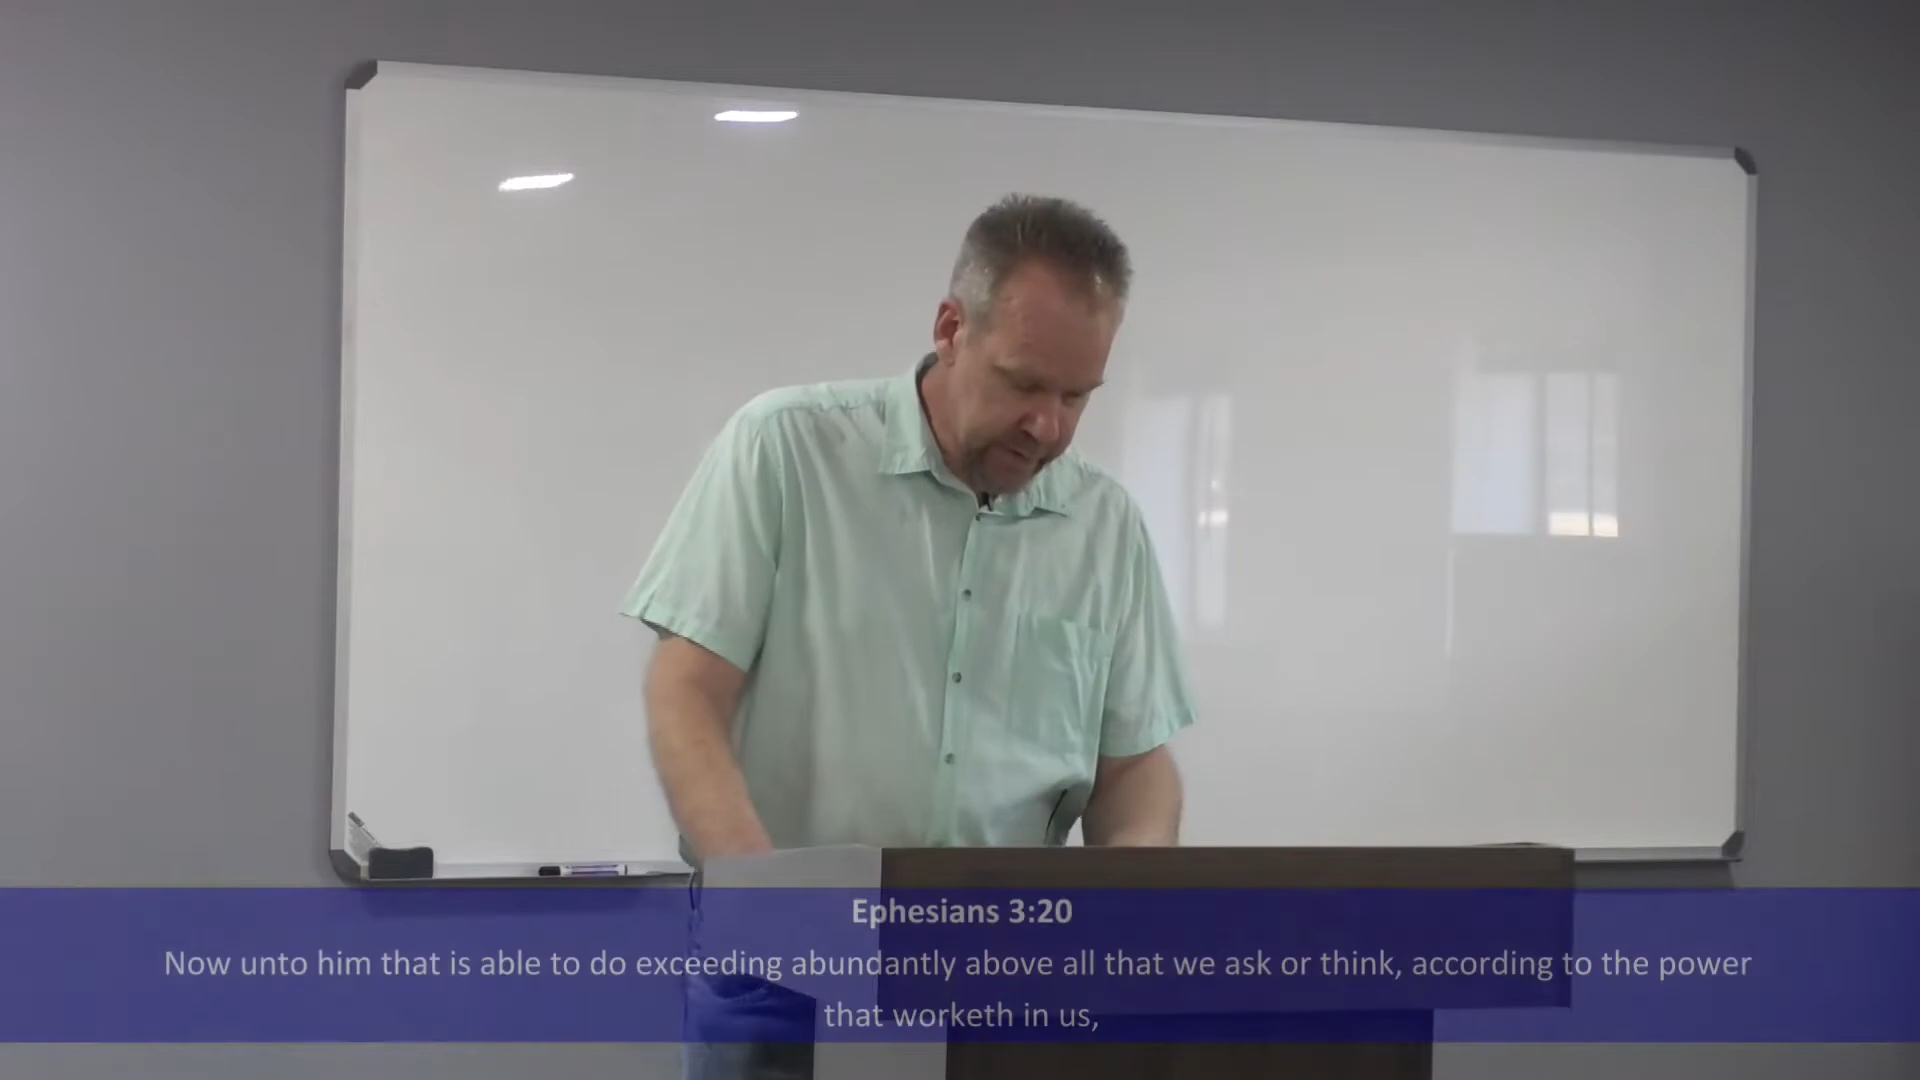 Ephesians 3:20
Now unto him that is able to do exceeding abundantly above all that we ask or think, according to the power
that worketh in us,